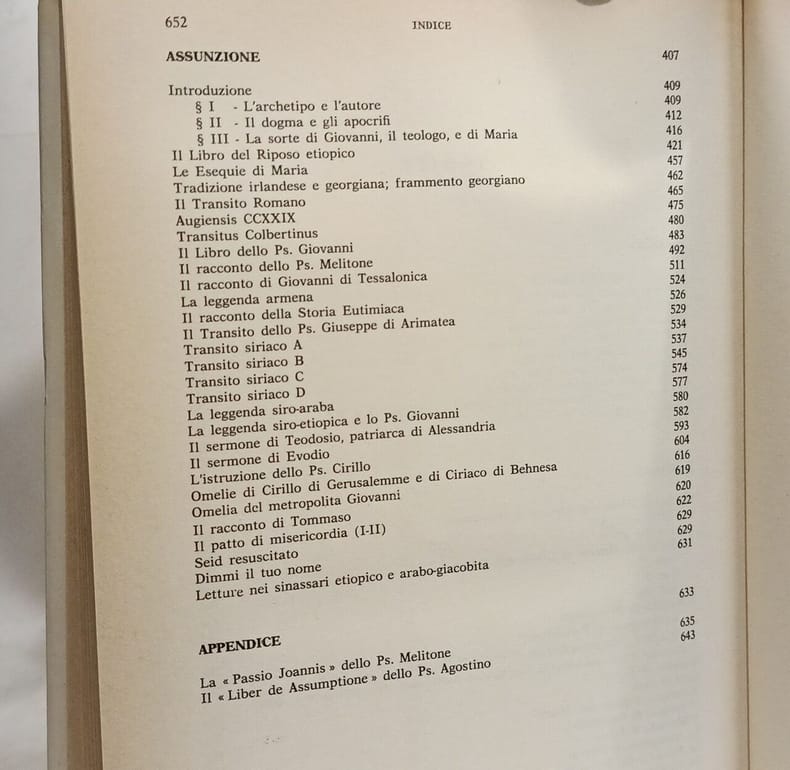 652 INDICE
ASSUNZIONE 407
Introduzione 409
§ I - L'archetipo e l'autore 409
§ II - Il dogma e gli apocrifi 412
§ III - La sorte di Giovanni, il teologo, e di Maria 416
Il Libro del Riposo etiopico 421
Le Esequie di Maria 457
Tradizione irlandese e georgiana; frammento georgiano 462
Il Transito Romano 465
Augiensis CCXXIX 475
Transitus Colbertinus 480
Il Libro dello Ps. Giovanni 483
Il racconto dello Ps. Melitone 492
Il racconto di Giovanni di Tessalonica 511
La leggenda armena 524
Il racconto della Storia Eutimiaca 526
Il Transito dello Ps. Giuseppe di Arimatea 529
Transito siriaco A 534
Transito siriaco B 537
Transito siriaco C 545
Transito siriaco D 574
La leggenda siro-araba 577
La leggenda siro-etiopica e lo Ps. Giovanni 580
Il sermone di Teodosio, patriarca di Alessandria 582
Il sermone di Evodio 593
L'istruzione dello Ps. Cirillo 604
Omelie di Cirillo di Gerusalemme e di Ciriaco di Behnesa 616
Omelia del metropolita Giovanni 619
Il racconto di Tommaso 620
Il patto di misericordia (I-II) 622
Seid resuscitato 629
Dimmi il tuo nome 629
Letture nei sinassari etiopico e arabo-giacobita 631
APPENDICE 633
La « Passio Joannis » dello Ps. Melitone 635
Il « Liber de Assumptione » dello Ps. Agostino 643